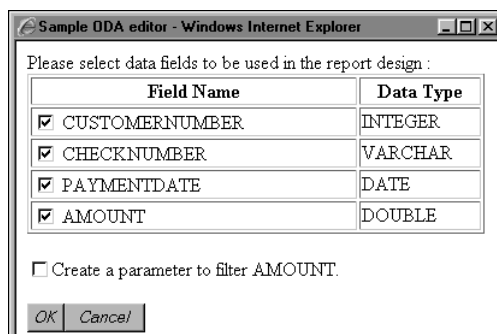 Sample ODA editor - Windows Internet Explorer
Please select data fields to be used in the report design :
Field Name Data Type
CUSTOMERNUMBER INTEGER
CHECKNUMBER VARCHAR
PAYMENTDATE DATE
AMOUNT DOUBLE
Create a parameter to filter AMOUNT.
OK Cancel